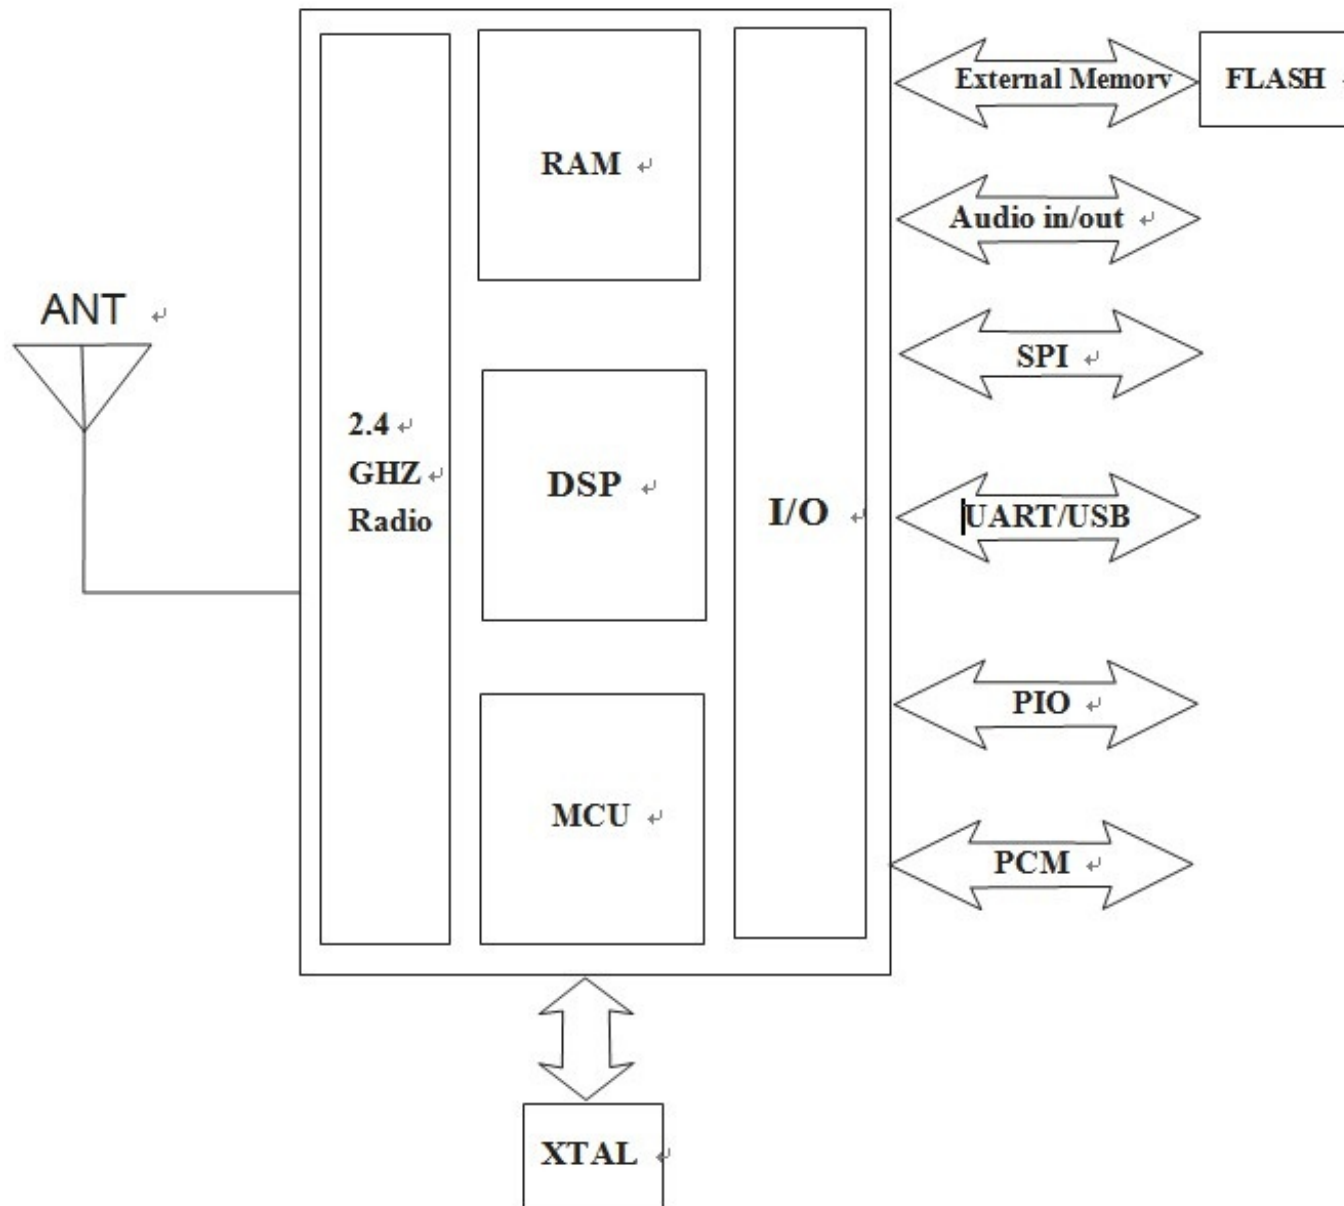 External Memory
FLASH
RAM
Audio in/out
ANT
SPI
2.4
GHZ
Radio
DSP
I/O
UART/USB
PIO
MCU
PCM
XTAL